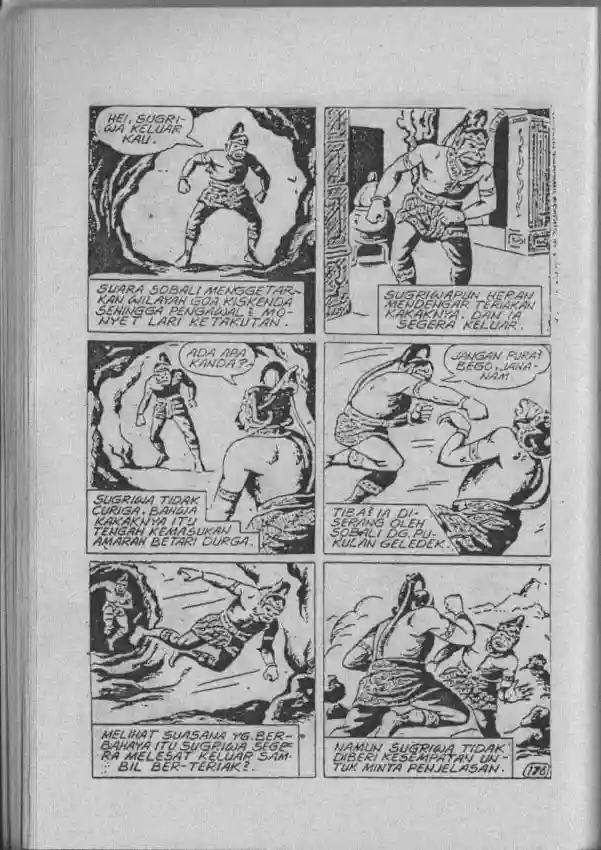 HEI, SUGRI-
WA KELUAR
KAU.
SUARA SOBALI MENGGETAR-
KAN WILAYAH GOA KISKENDA
SEHINGGA PENGAWAL2 MO-
NYET LARI KETAKUTAN.
SUGRIWAPUN HERAN
MENDENGAR TERIAKAN
KAKAKNYA. DAN IA
SEGERA KELUAR.
ADA APA
KANDA?
SUGRIWA TIDAK
CURIGA, BAHWA
KAKAKNYA ITU
TENGAH KEMASUKAN
AMARAH BETARI DURGA.
JANGAN PURA2
BEGO, JAHA-
NAM.
TIBA2 IA DI-
SERANG OLEH
SOBALI DG. PU-
KULAN GELEDEK.
MELIHAT SUASANA YG. BER-
BAHAYA ITU SUGRIWA SEGE-
RA MELESAT KELUAR SAM-
BIL BER-TERIAK2.
NAMUN SUGRIWA TIDAK
DIBERI KESEMPATAN UN-
TUK MINTA PENJELASAN.
178